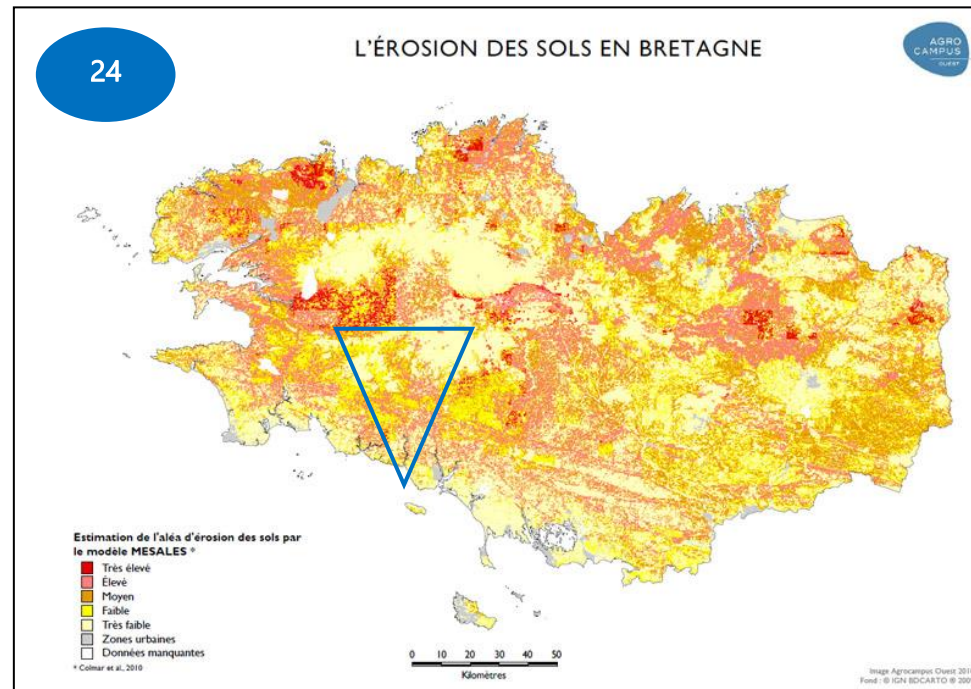 24
L'ÉROSION DES SOLS EN BRETAGNE
AGRO
CAMPUS
OUEST
Estimation de l'aléa d'érosion des sols par
le modèle MESALES *
Très élevé
Élevé
Moyen
Faible
Très faible
Zones urbaines
Données manquantes
* Colmar et al., 2010
0 10 20 30 40 50
Kilomètres
Image Agrocampus Ouest
Fond : © IGN BDCARTO ®